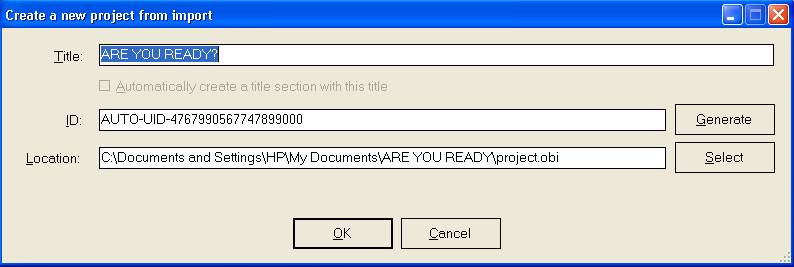 Create a new project from import
Title: ARE YOU READY?
Automatically create a title section with this title
ID: AUTO-UID-4767990567747899000 Generate
Location: C:\Documents and Settings\HP\My Documents\ARE YOU READY\project.obi Select
OK Cancel